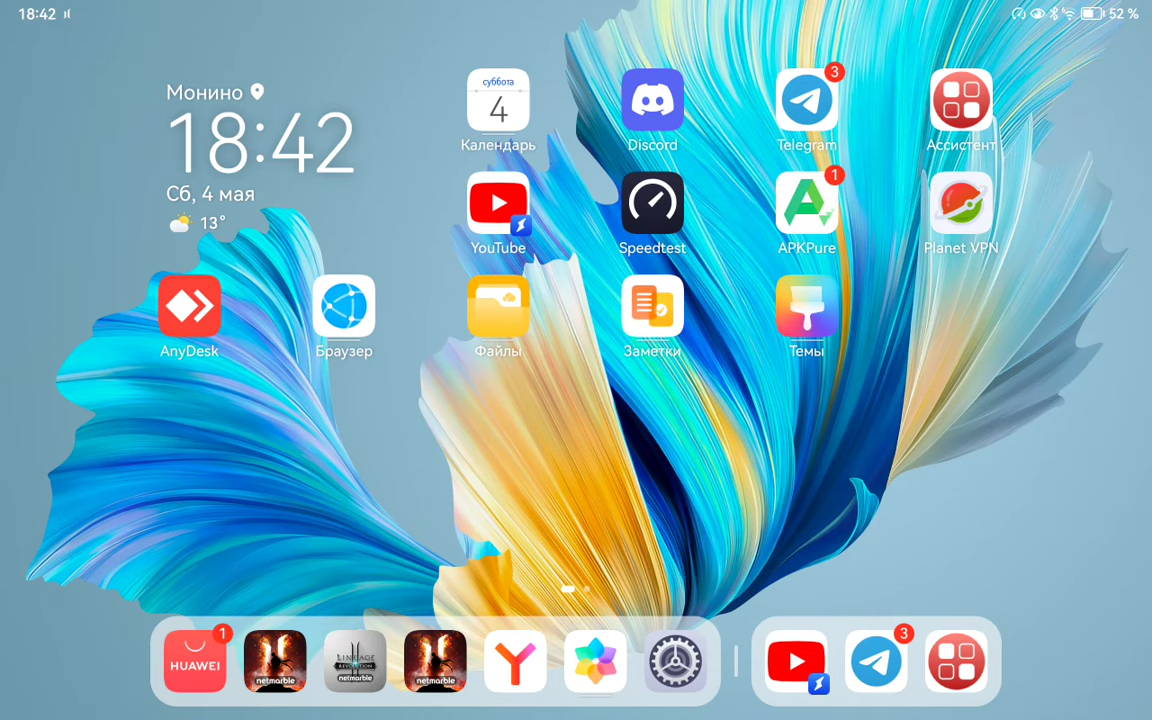 18:42
52 %
Монино
18:42
Сб, 4 мая
13°
суббота
4
Календарь
Discord
3
Telegram
Ассистент
YouTube
Speedtest
1
APKPure
Planet VPN
AnyDesk
Браузер
Файлы
Заметки
Темы
1
HUAWEI
netmarble
LINEAGE
REVOLUTION
netmarble
netmarble
3